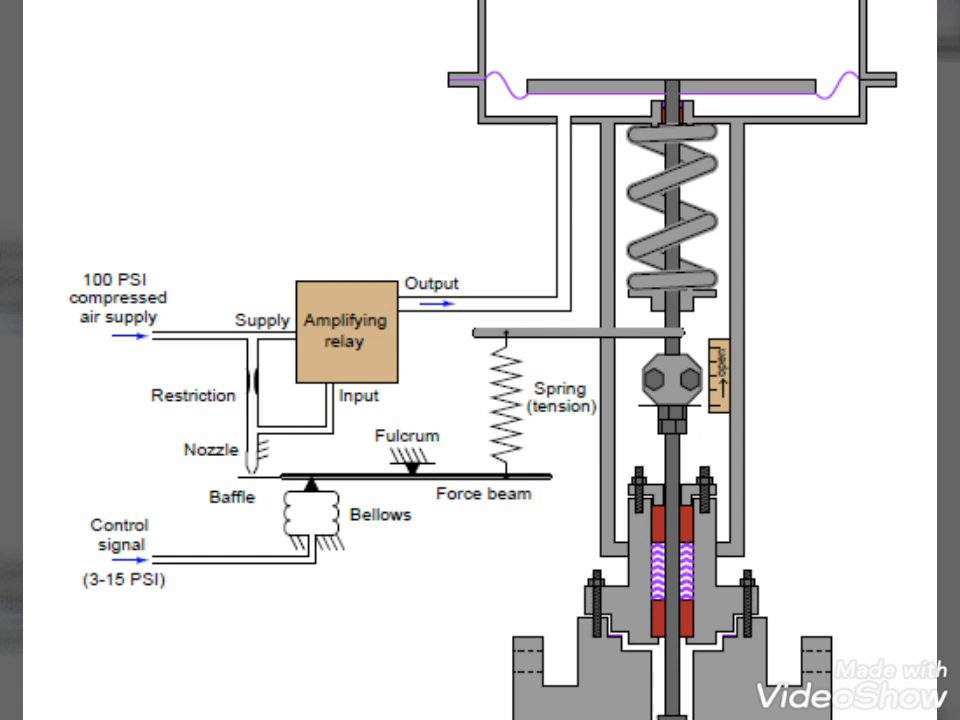 100 PSI
compressed
air supply
Supply
Amplifying
relay
Output
Restriction
Input
Nozzle
Fulcrum
Spring
(tension)
open
Baffle
Force beam
Bellows
Control
signal
(3-15 PSI)
Made with
VideoShow